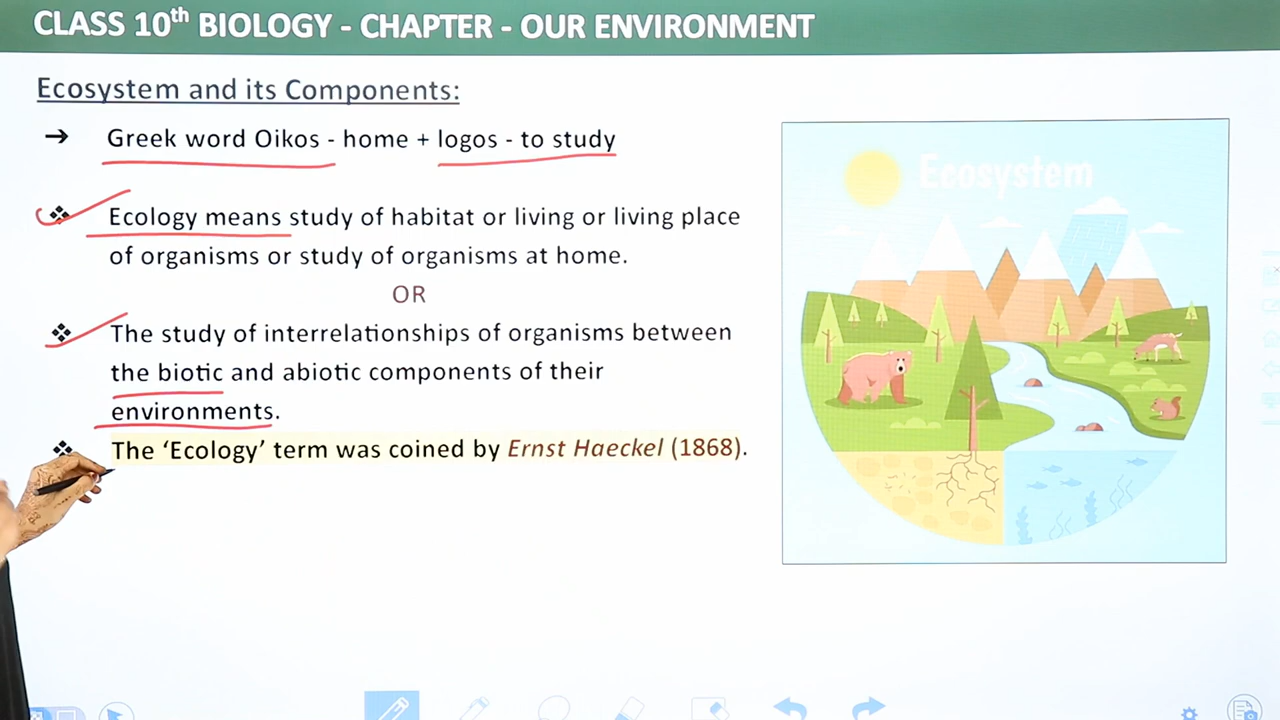 CLASS 10th BIOLOGY - CHAPTER - OUR ENVIRONMENT
Ecosystem and its Components:
→ Greek word Oikos - home + logos - to study
❖ Ecology means study of habitat or living or living place
of organisms or study of organisms at home.
OR
❖ The study of interrelationships of organisms between
the biotic and abiotic components of their
environments.
❖ The ‘Ecology’ term was coined by Ernst Haeckel (1868).
Ecosystem